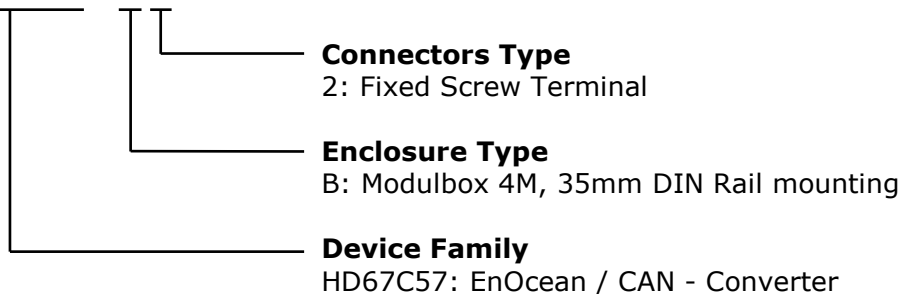 Connectors Type
2: Fixed Screw Terminal
Enclosure Type
B: Modulbox 4M, 35mm DIN Rail mounting
Device Family
HD67C57: EnOcean / CAN - Converter